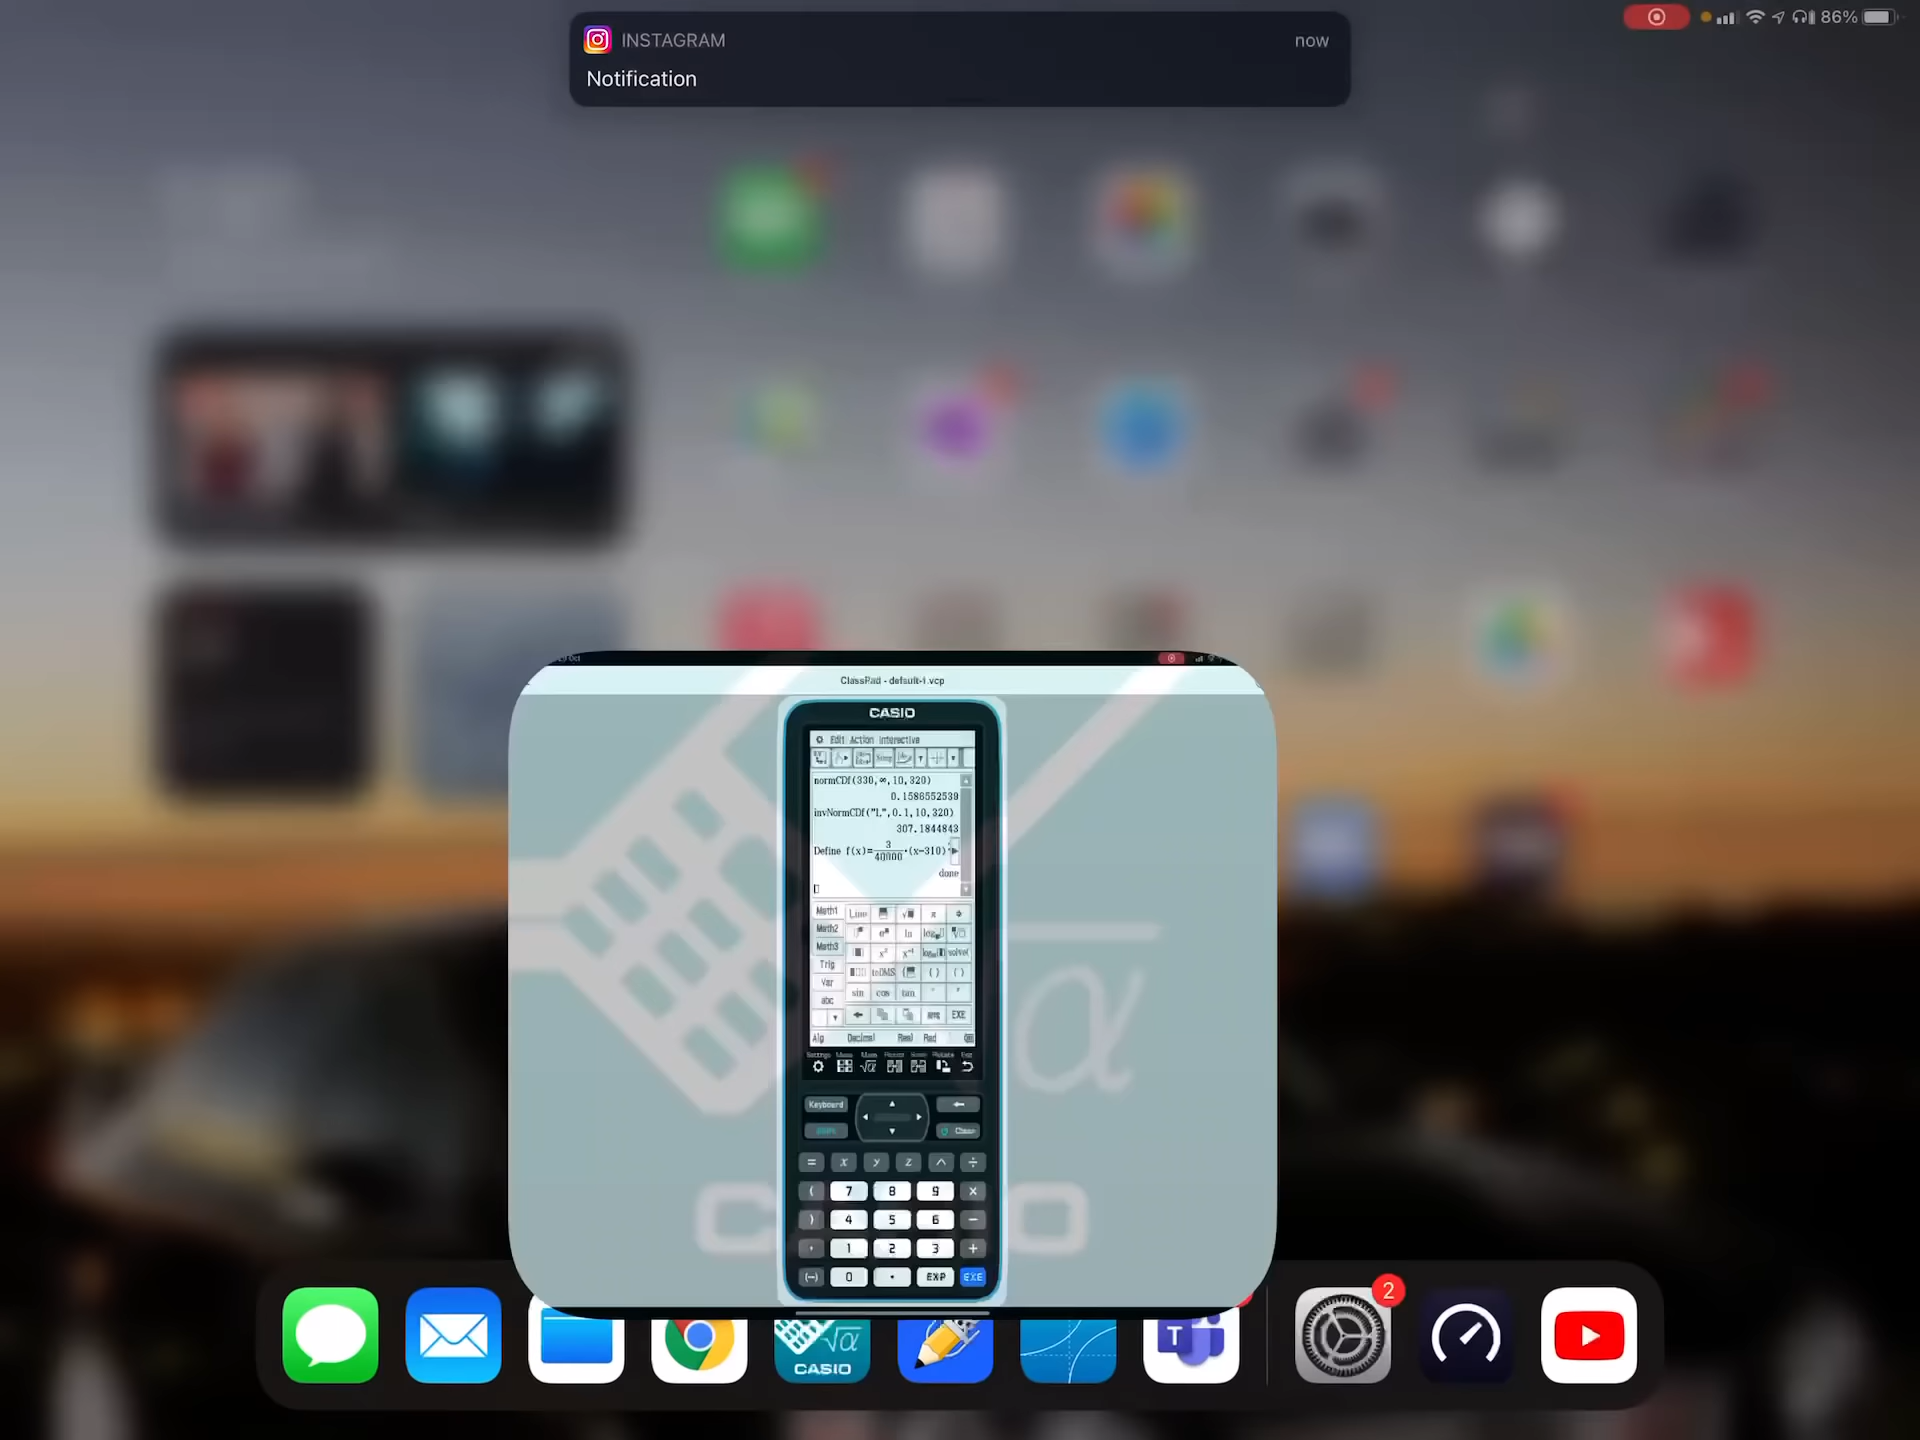 INSTAGRAM
now
Notification
86%
ClassPad - default-1.vcp
CASIO
Edit Action Interactive
normCDf(330,∞,10,320)
0.1586552539
invNormCDf("L",0.1,10,320)
307.1844843
Define f(x)=3/40000·(x-310)
done
Math1 Line π
Math2 ln
Math3 x² x⁻¹ solve(
Trig toDMS { } ( )
Var sin cos tan
abc EXE
Alg Decimal Real Rad
Keyboard
Clear
= x y z ^ ÷
( 7 8 9 ×
) 4 5 6 −
, 1 2 3 +
(−) 0 . EXP EXE
α
2
T
√α
CASIO